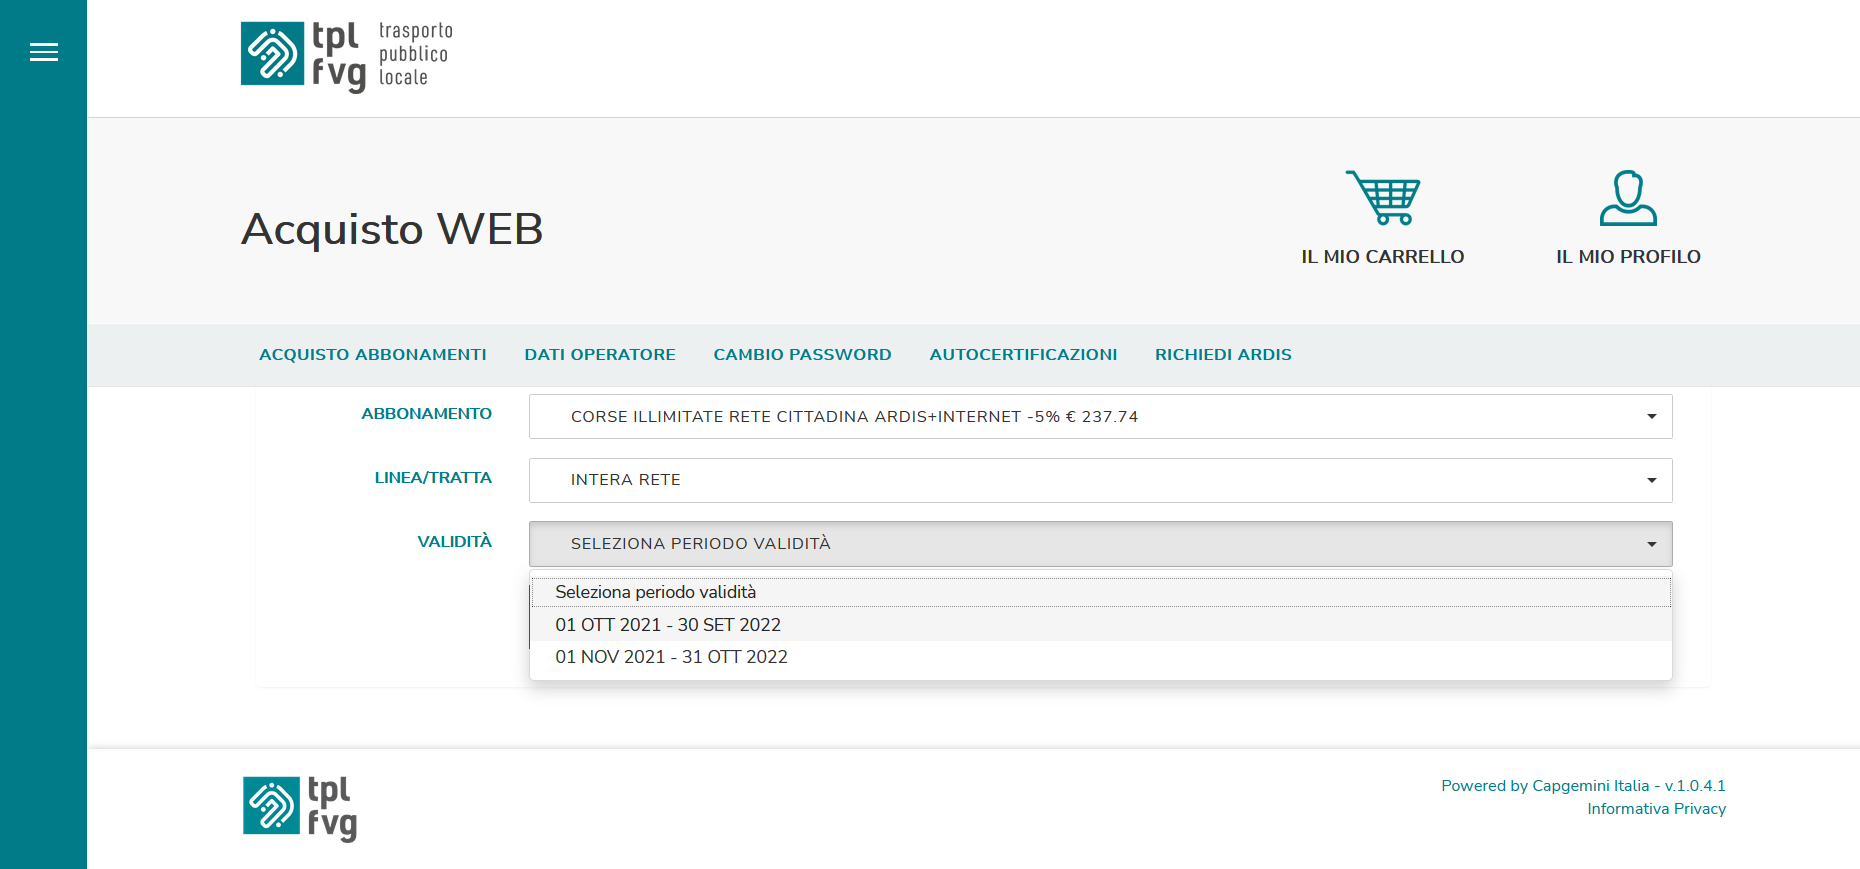 tpl
fvg
trasporto
pubblico
locale
Acquisto WEB
IL MIO CARRELLO
IL MIO PROFILO
ACQUISTO ABBONAMENTI
DATI OPERATORE
CAMBIO PASSWORD
AUTOCERTIFICAZIONI
RICHIEDI ARDIS
ABBONAMENTO
CORSE ILLIMITATE RETE CITTADINA ARDIS+INTERNET -5% € 237.74
LINEA/TRATTA
INTERA RETE
VALIDITÀ
SELEZIONA PERIODO VALIDITÀ
Seleziona periodo validità
01 OTT 2021 - 30 SET 2022
01 NOV 2021 - 31 OTT 2022
tpl
fvg
Powered by Capgemini Italia - v.1.0.4.1
Informativa Privacy